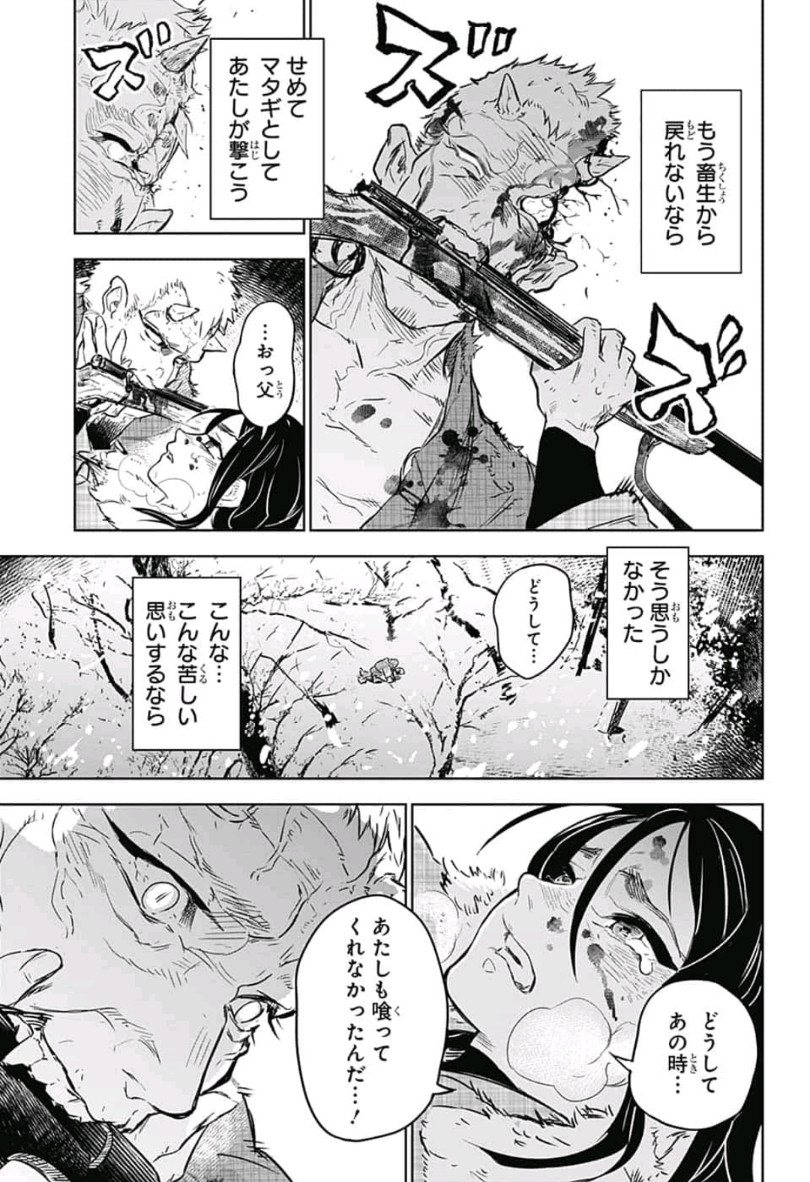 もう畜生から
戻れないなら
ズズ
ズズ
せめて
マタギとして
あたしが撃こう
…おっ父
そう思うしか
なかった
どうして…
こんな…
こんな苦しい
思いするなら
どうして
あの時…
あたしも喰って
くれなかったんだ…！